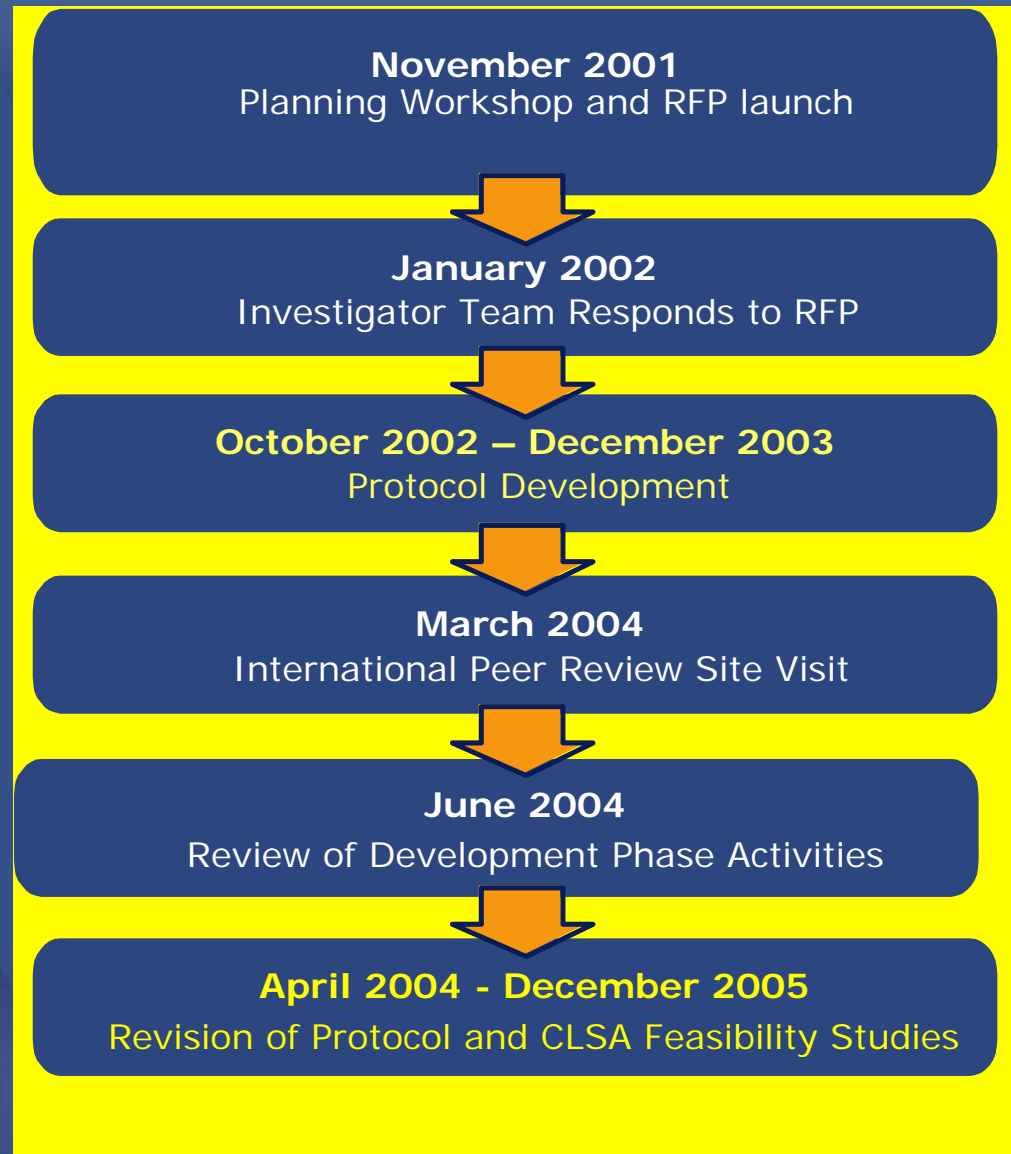 November 2001
Planning Workshop and RFP launch
January 2002
Investigator Team Responds to RFP
October 2002 – December 2003
Protocol Development
March 2004
International Peer Review Site Visit
June 2004
Review of Development Phase Activities
April 2004 - December 2005
Revision of Protocol and CLSA Feasibility Studies